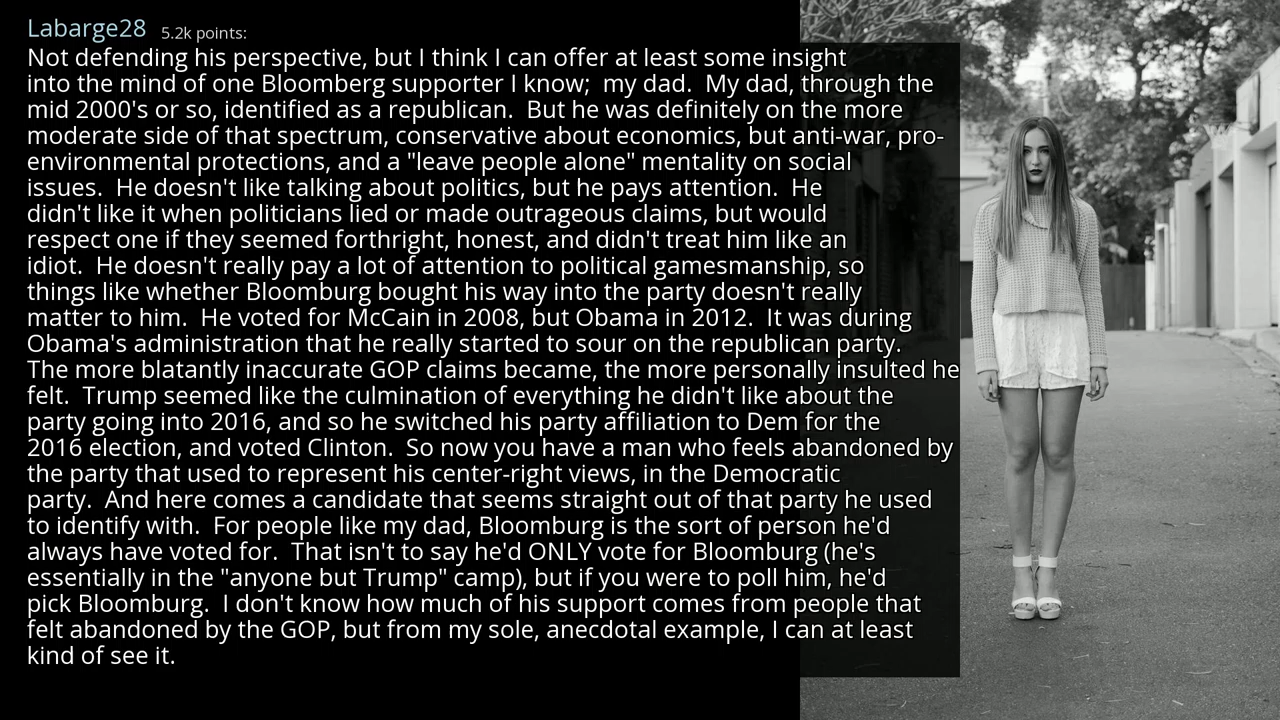 Labarge28 5.2k points:
Not defending his perspective, but I think I can offer at least some insight
into the mind of one Bloomberg supporter I know;  my dad.  My dad, through the
mid 2000's or so, identified as a republican.  But he was definitely on the more
moderate side of that spectrum, conservative about economics, but anti-war, pro-
environmental protections, and a "leave people alone" mentality on social
issues.  He doesn't like talking about politics, but he pays attention.  He
didn't like it when politicians lied or made outrageous claims, but would
respect one if they seemed forthright, honest, and didn't treat him like an
idiot.  He doesn't really pay a lot of attention to political gamesmanship, so
things like whether Bloomburg bought his way into the party doesn't really
matter to him.  He voted for McCain in 2008, but Obama in 2012.  It was during
Obama's administration that he really started to sour on the republican party.
The more blatantly inaccurate GOP claims became, the more personally insulted he
felt.  Trump seemed like the culmination of everything he didn't like about the
party going into 2016, and so he switched his party affiliation to Dem for the
2016 election, and voted Clinton.  So now you have a man who feels abandoned by
the party that used to represent his center-right views, in the Democratic
party.  And here comes a candidate that seems straight out of that party he used
to identify with.  For people like my dad, Bloomburg is the sort of person he'd
always have voted for.  That isn't to say he'd ONLY vote for Bloomburg (he's
essentially in the "anyone but Trump" camp), but if you were to poll him, he'd
pick Bloomburg.  I don't know how much of his support comes from people that
felt abandoned by the GOP, but from my sole, anecdotal example, I can at least
kind of see it.